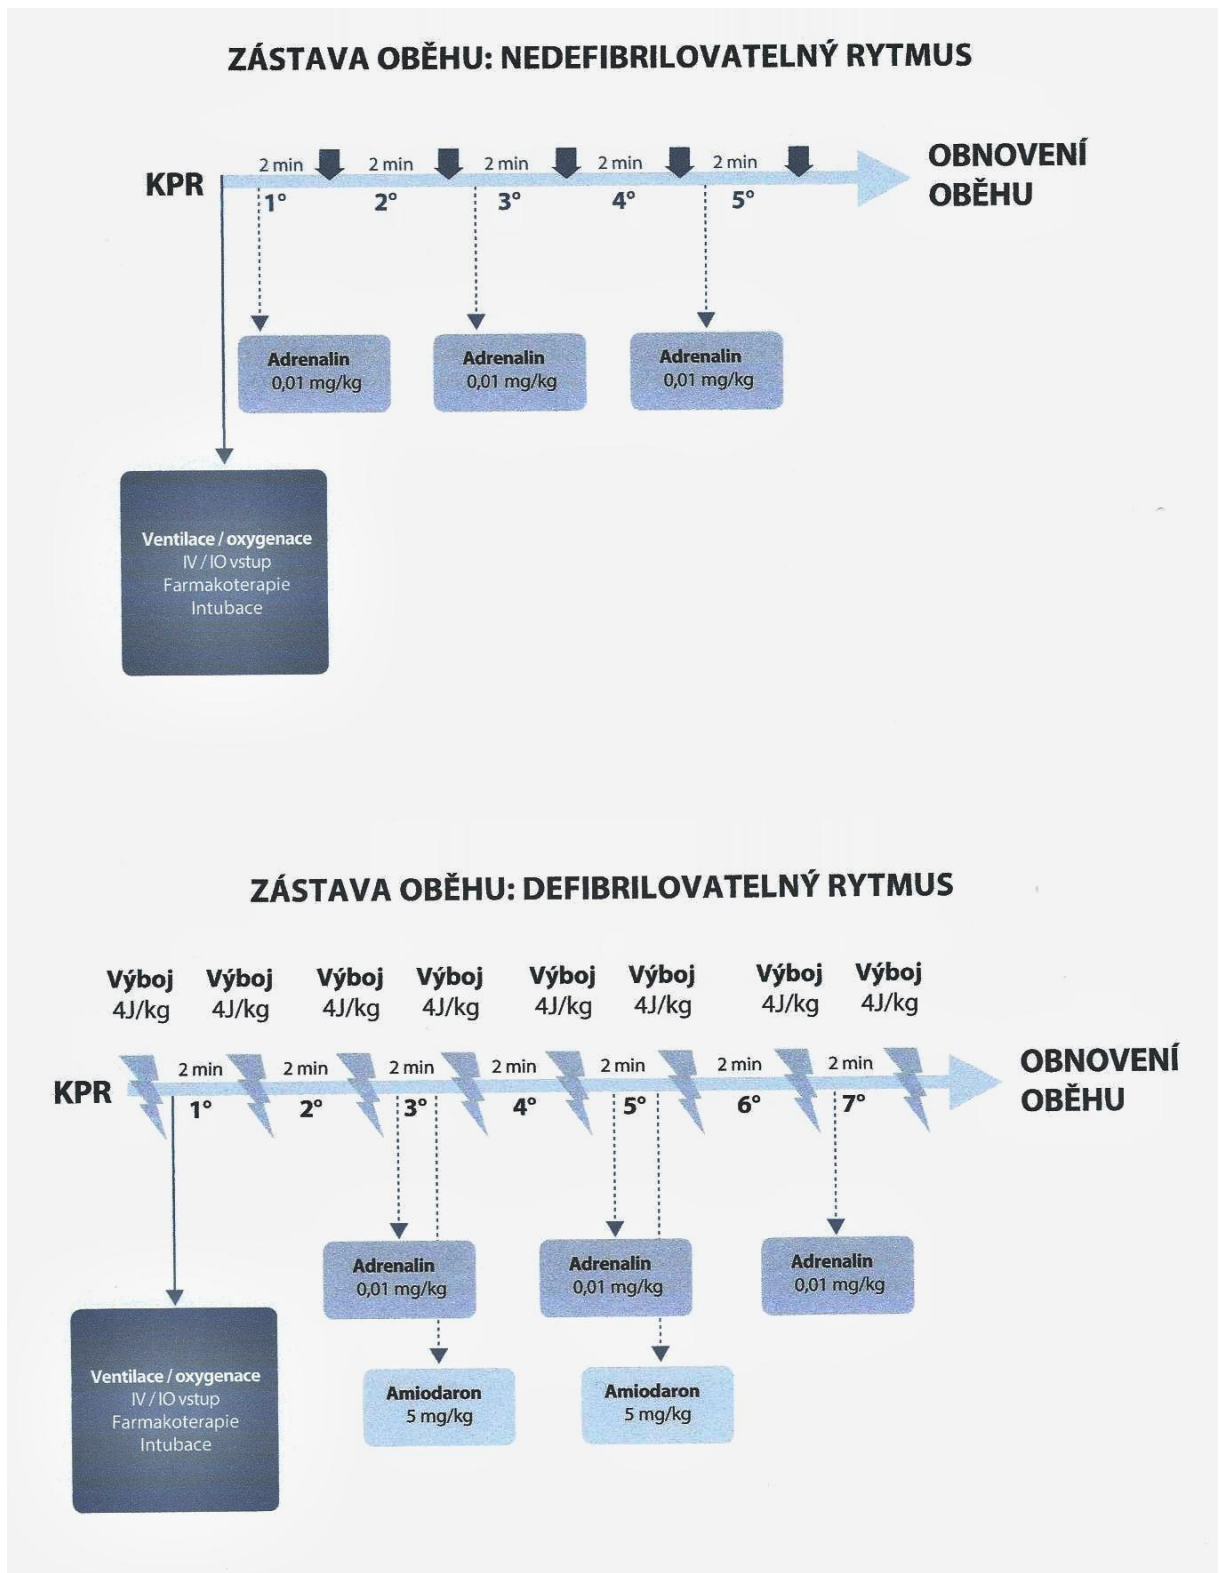 ZÁSTAVA OBĚHU: NEDEFIBRILOVATELNÝ RYTMUS
KPR
2 min
2 min
2 min
2 min
2 min
1°
2°
3°
4°
5°
OBNOVENÍ
OBĚHU
Adrenalin
0,01 mg/kg
Adrenalin
0,01 mg/kg
Adrenalin
0,01 mg/kg
Ventilace / oxygenace
IV / IO vstup
Farmakoterapie
Intubace
ZÁSTAVA OBĚHU: DEFIBRILOVATELNÝ RYTMUS
Výboj
4J/kg
Výboj
4J/kg
Výboj
4J/kg
Výboj
4J/kg
Výboj
4J/kg
Výboj
4J/kg
Výboj
4J/kg
Výboj
4J/kg
KPR
2 min
2 min
2 min
2 min
2 min
2 min
2 min
1°
2°
3°
4°
5°
6°
7°
OBNOVENÍ
OBĚHU
Adrenalin
0,01 mg/kg
Adrenalin
0,01 mg/kg
Adrenalin
0,01 mg/kg
Amiodaron
5 mg/kg
Amiodaron
5 mg/kg
Ventilace / oxygenace
IV / IO vstup
Farmakoterapie
Intubace